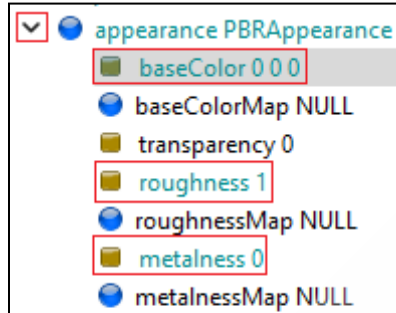 appearance PBRAppearance
baseColor 0 0 0
baseColorMap NULL
transparency 0
roughness 1
roughnessMap NULL
metalness 0
metalnessMap NULL